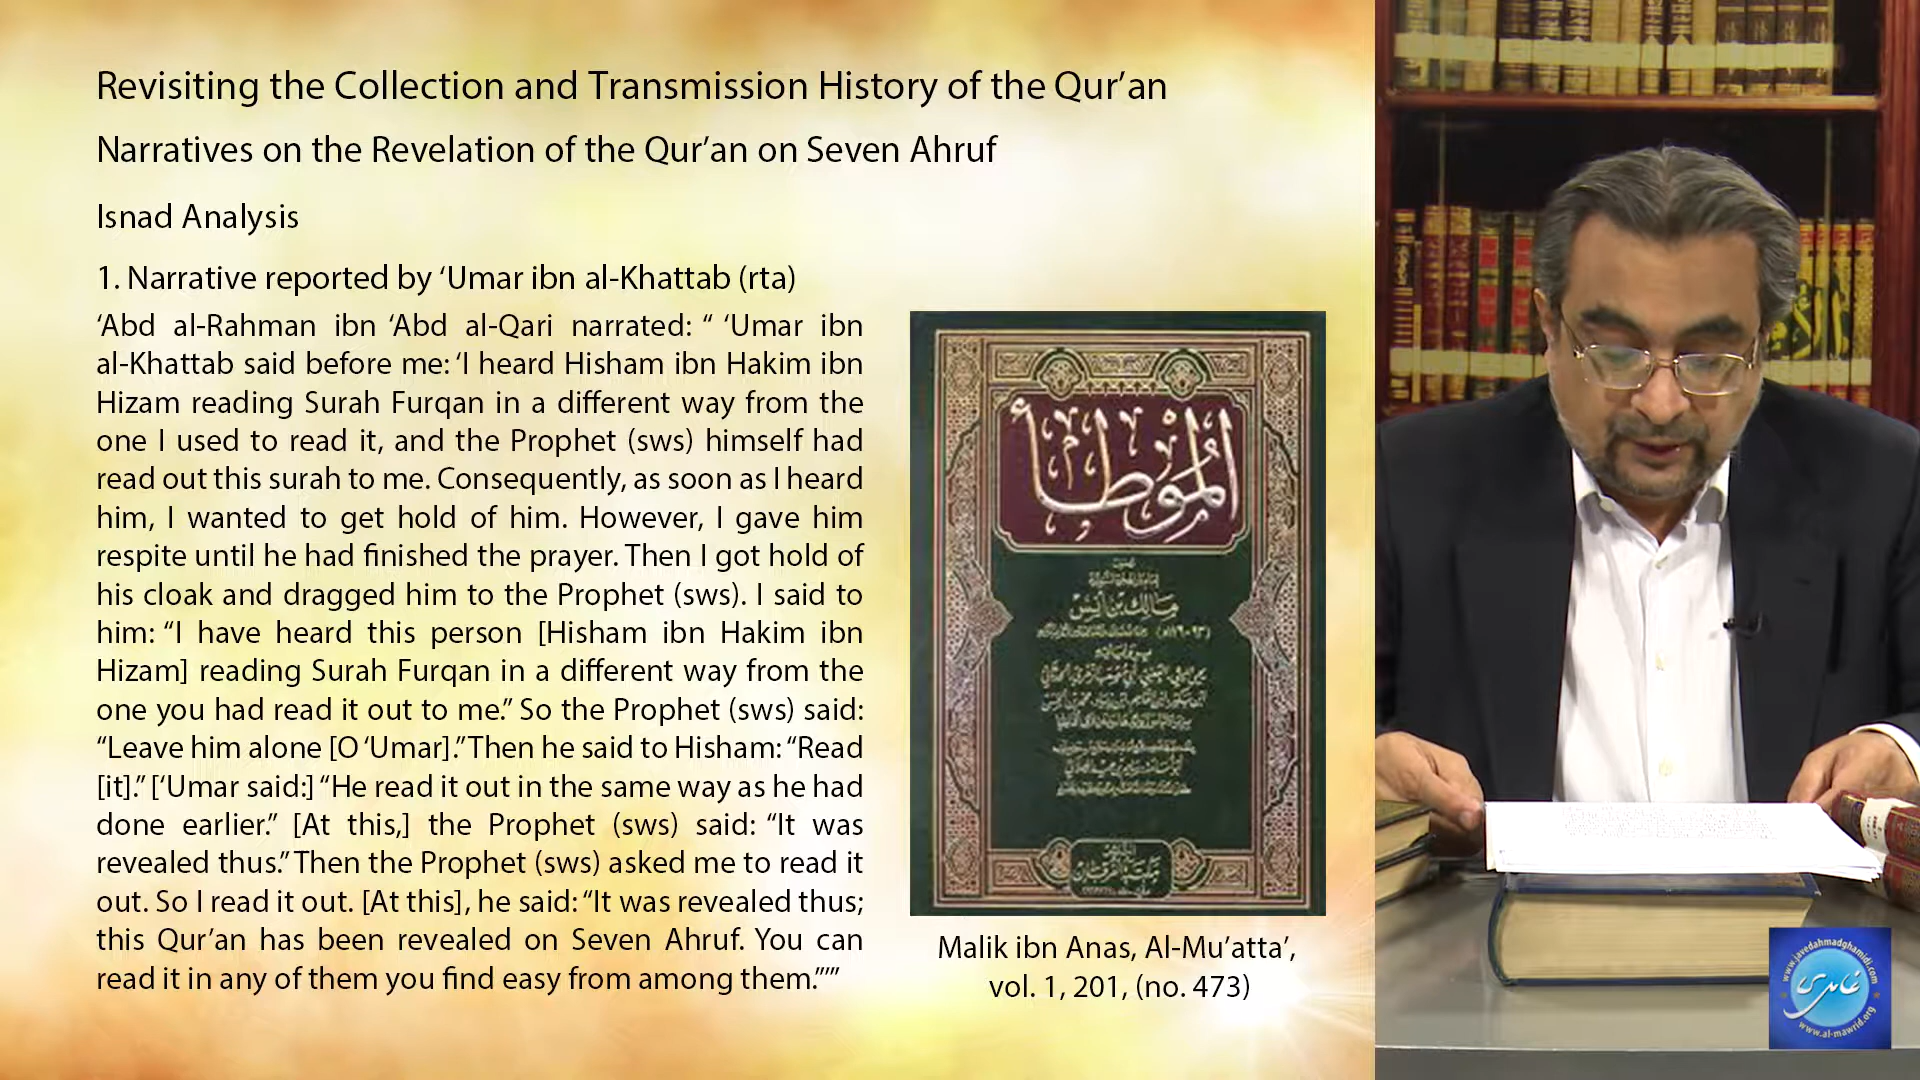 Revisiting the Collection and Transmission History of the Qur’an
Narratives on the Revelation of the Qur’an on Seven Ahruf
Isnad Analysis
1. Narrative reported by ‘Umar ibn al-Khattab (rta)
‘Abd al-Rahman ibn ‘Abd al-Qari narrated: “ ‘Umar ibn
al-Khattab said before me: ‘I heard Hisham ibn Hakim ibn
Hizam reading Surah Furqan in a different way from the
one I used to read it, and the Prophet (sws) himself had
read out this surah to me. Consequently, as soon as I heard
him, I wanted to get hold of him. However, I gave him
respite until he had finished the prayer. Then I got hold of
his cloak and dragged him to the Prophet (sws). I said to
him: “I have heard this person [Hisham ibn Hakim ibn
Hizam] reading Surah Furqan in a different way from the
one you had read it out to me.” So the Prophet (sws) said:
“Leave him alone [O ‘Umar].” Then he said to Hisham: “Read
[it].” [‘Umar said:] “He read it out in the same way as he had
done earlier.” [At this,] the Prophet (sws) said: “It was
revealed thus.” Then the Prophet (sws) asked me to read it
out. So I read it out. [At this], he said: “It was revealed thus;
this Qur’an has been revealed on Seven Ahruf. You can
read it in any of them you find easy from among them.”’”
المُوَطَّأ
مَالِك بْن أَنَس
Malik ibn Anas, Al-Mu’atta’,
vol. 1, 201, (no. 473)
www.javedahmadghamidi.com
غامدی
www.al-mawrid.org